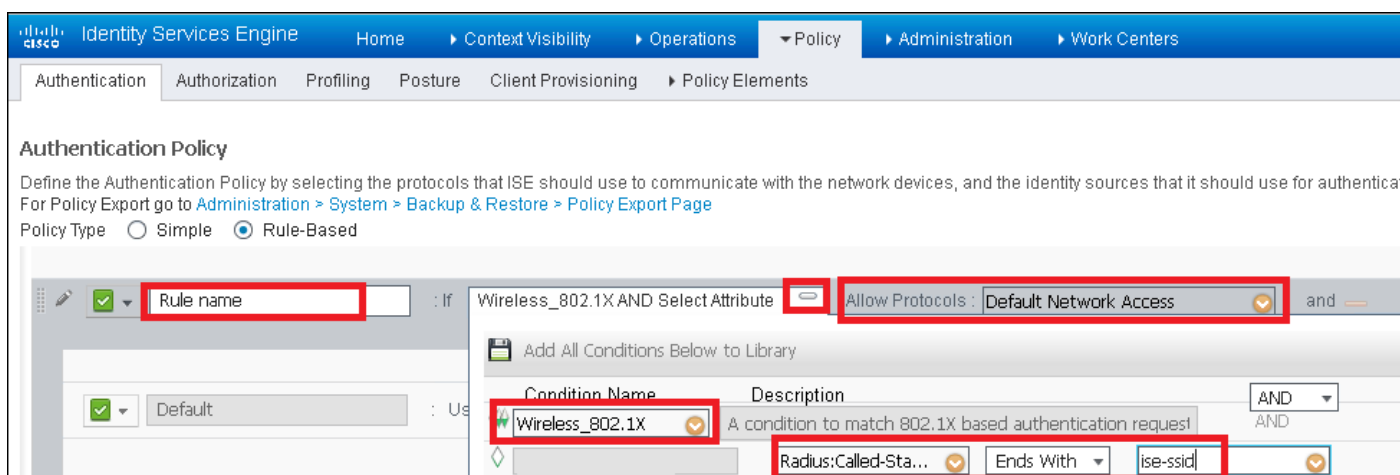 cisco Identity Services Engine Home Context Visibility Operations Policy Administration Work Centers
Authentication Authorization Profiling Posture Client Provisioning Policy Elements
Authentication Policy
Define the Authentication Policy by selecting the protocols that ISE should use to communicate with the network devices, and the identity sources that it should use for
For Policy Export go to Administration > System > Backup & Restore > Policy Export Page
Policy Type Simple Rule-Based
Rule name : If Wireless_802.1X AND Select Attribute Allow Protocols : Default Network Access and
Add All Conditions Below to Library
Condition Name Description AND
Default : Us
Wireless_802.1X A condition to match 802.1X based authentication request AND
Radius:Called-Sta... Ends With ise-ssid